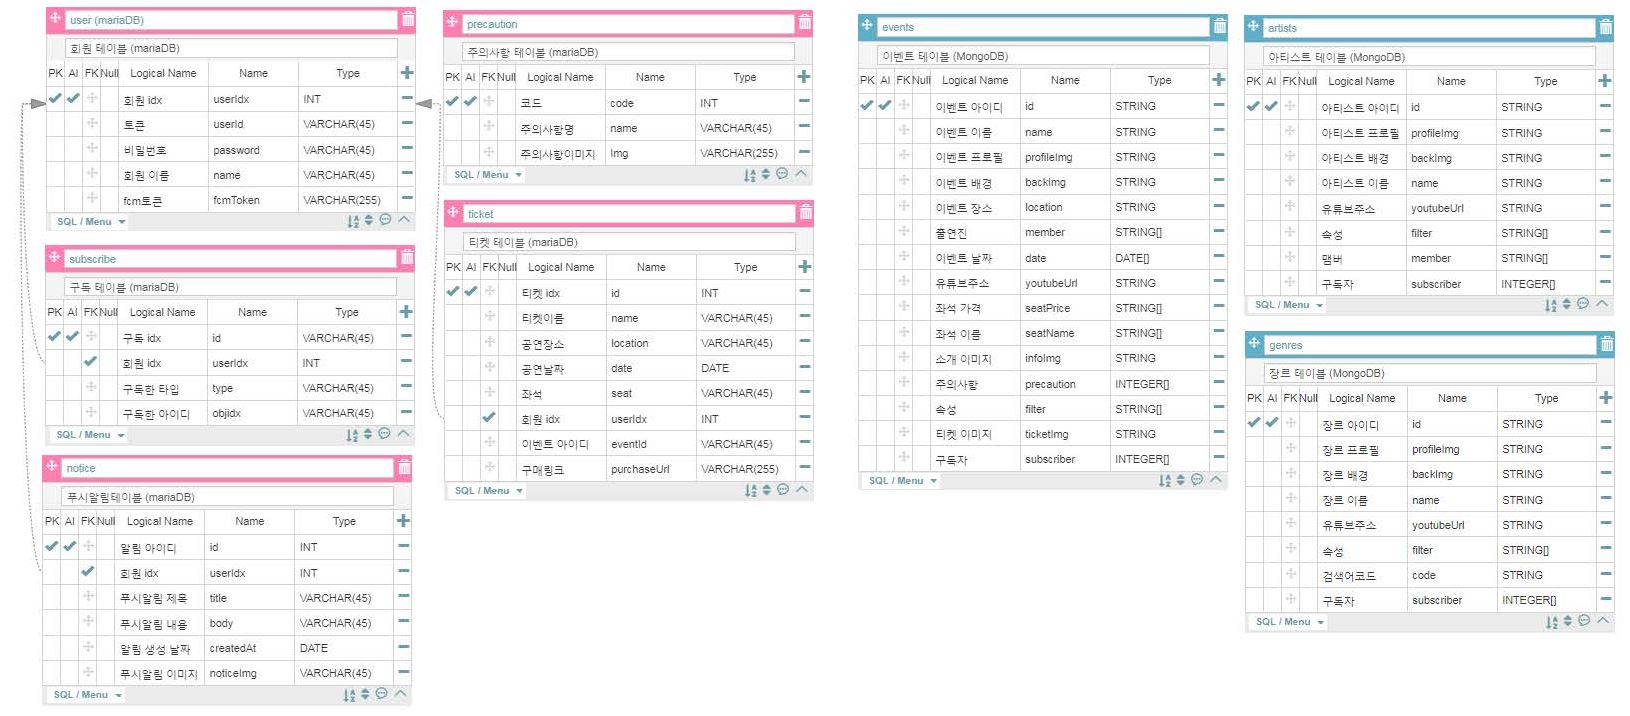 user (mariaDB)
회원 테이블 (mariaDB)
PK AI FK Null Logical Name Name Type
회원 idx userIdx INT
토큰 userId VARCHAR(45)
비밀번호 password VARCHAR(45)
회원 이름 name VARCHAR(45)
fcm토큰 fcmToken VARCHAR(255)
SQL / Menu
subscribe
구독 테이블 (mariaDB)
PK AI FK Null Logical Name Name Type
구독 idx id VARCHAR(45)
회원 idx userIdx INT
구독한 타입 type VARCHAR(45)
구독한 아이디 objidx VARCHAR(45)
SQL / Menu
notice
푸시알림테이블 (mariaDB)
PK AI FK Null Logical Name Name Type
알림 아이디 id INT
회원 idx userIdx INT
푸시알림 제목 title VARCHAR(45)
푸시알림 내용 body VARCHAR(45)
알림 생성 날짜 createdAt DATE
푸시알림 이미지 noticeImg VARCHAR(45)
SQL / Menu
precaution
주의사항 테이블 (mariaDB)
PK AI FK Null Logical Name Name Type
코드 code INT
주의사항명 name VARCHAR(45)
주의사항이미지 Img VARCHAR(255)
SQL / Menu
ticket
티켓 테이블 (mariaDB)
PK AI FK Null Logical Name Name Type
티켓 idx id INT
티켓이름 name VARCHAR(45)
공연장소 location VARCHAR(45)
공연날짜 date DATE
좌석 seat VARCHAR(45)
회원 idx userIdx INT
이벤트 아이디 eventId VARCHAR(45)
구매링크 purchaseUrl VARCHAR(255)
SQL / Menu
events
이벤트 테이블 (MongoDB)
PK AI FK Null Logical Name Name Type
이벤트 아이디 id STRING
이벤트 이름 name STRING
이벤트 프로필 profileImg STRING
이벤트 배경 backImg STRING
이벤트 장소 location STRING
출연진 member STRING[]
이벤트 날짜 date DATE[]
유튜브주소 youtubeUrl STRING
좌석 가격 seatPrice STRING[]
좌석 이름 seatName STRING[]
소개 이미지 infoImg STRING
주의사항 precaution INTEGER[]
속성 filter STRING[]
티켓 이미지 ticketImg STRING
구독자 subscriber INTEGER[]
SQL / Menu
artists
아티스트 테이블 (MongoDB)
PK AI FK Null Logical Name Name Type
아티스트 아이디 id STRING
아티스트 프로필 profileImg STRING
아티스트 배경 backImg STRING
아티스트 이름 name STRING
유튜브주소 youtubeUrl STRING
속성 filter STRING[]
맴버 member STRING[]
구독자 subscriber INTEGER[]
SQL / Menu
genres
장르 테이블 (MongoDB)
PK AI FK Null Logical Name Name Type
장르 아이디 id STRING
장르 프로필 profileImg STRING
장르 배경 backImg STRING
장르 이름 name STRING
유튜브주소 youtubeUrl STRING
속성 filter STRING[]
검색어코드 code STRING
구독자 subscriber INTEGER[]
SQL / Menu